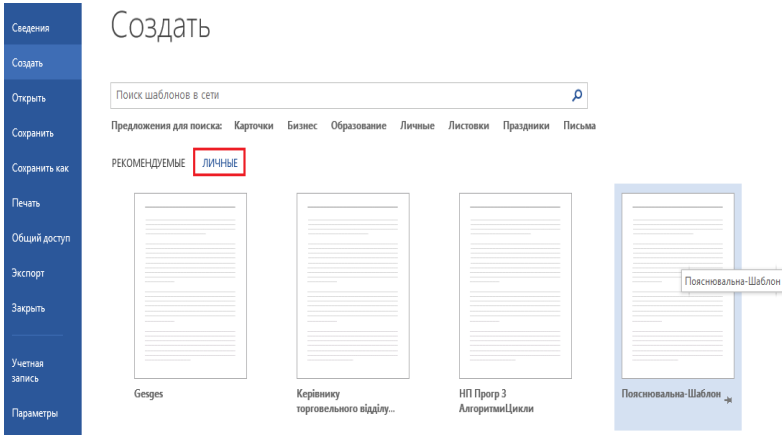 Сведения
Создать
Открыть
Сохранить
Сохранить как
Печать
Общий доступ
Экспорт
Закрыть
Учетная
запись
Параметры
Создать
Поиск шаблонов в сети
Предложения для поиска: Карточки Бизнес Образование Личные Листовки Праздники Письма
РЕКОМЕНДУЕМЫЕ ЛИЧНЫЕ
Gesges
Керівнику
торговельного відділу...
НП Прогр 3
АлгоритмиЦикли
Пояснювальна-Шаблон
Пояснювальна-Шаблон